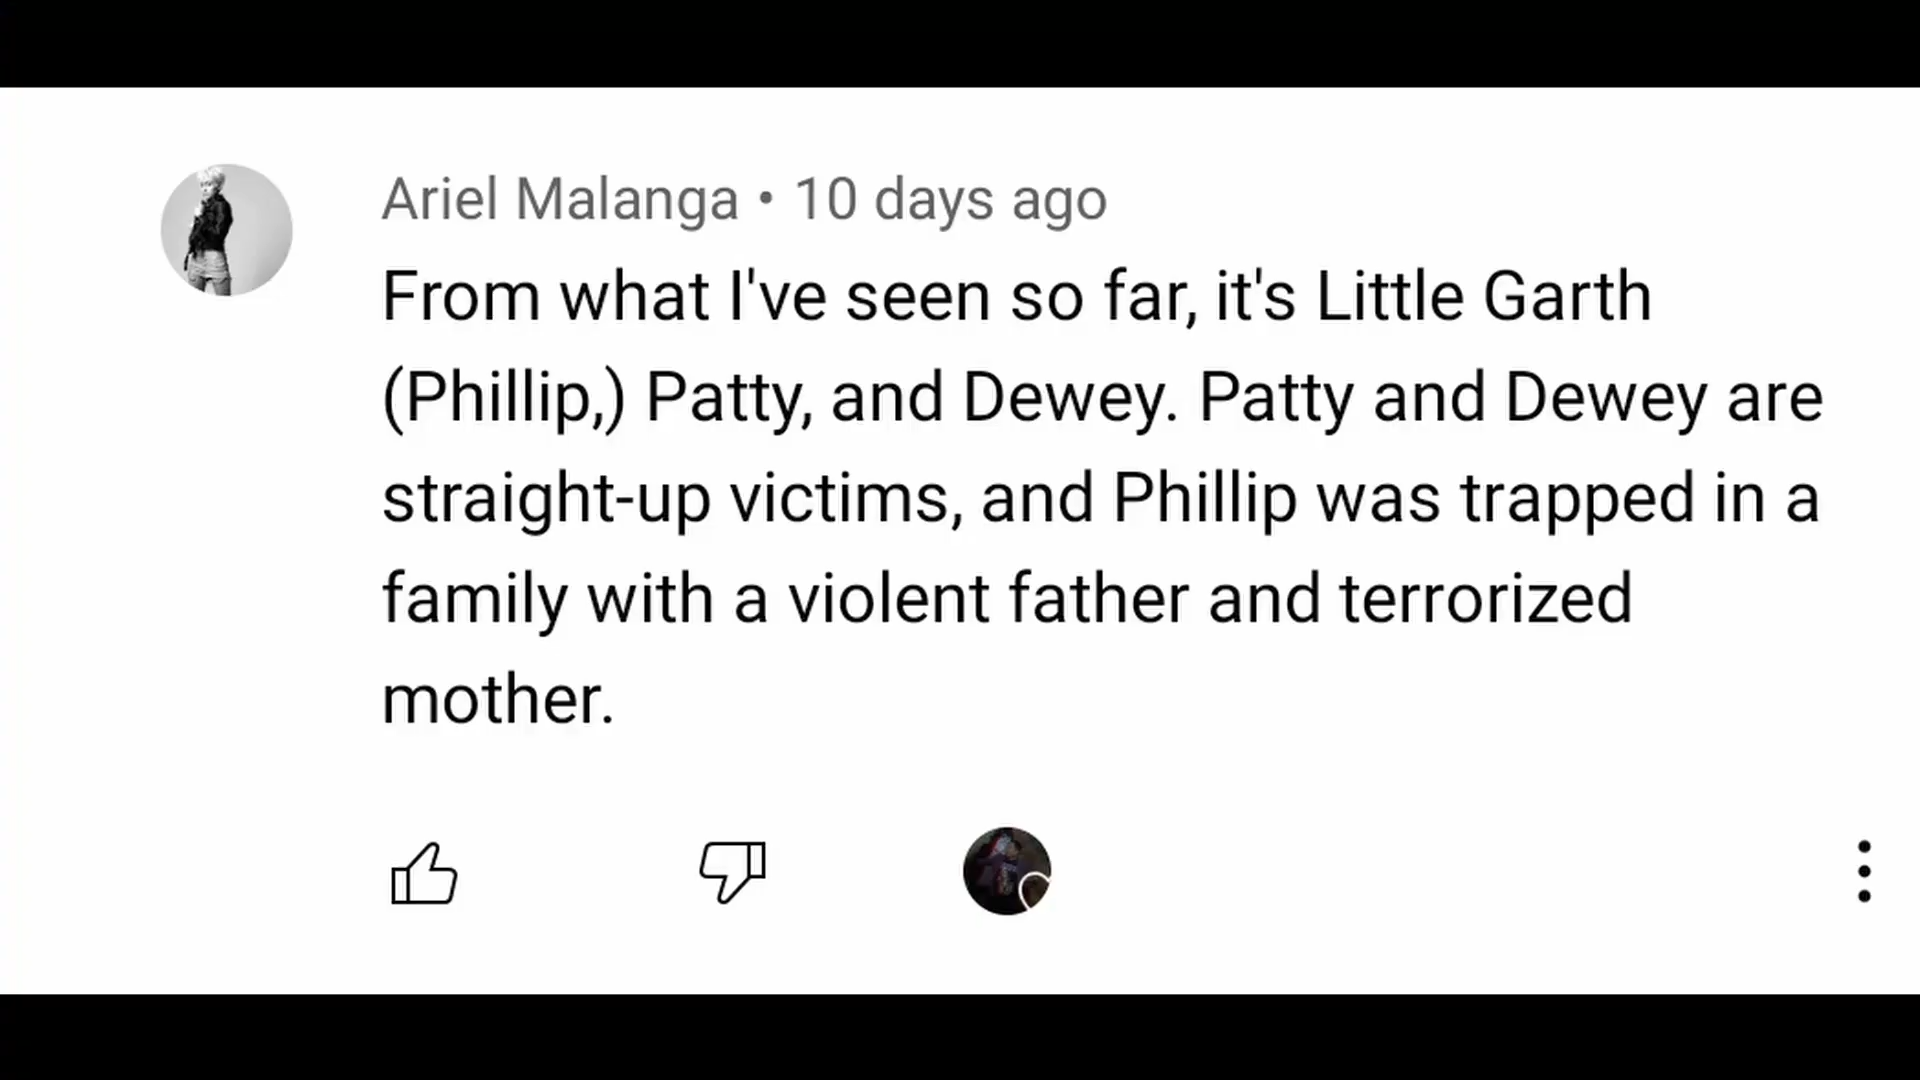 Ariel Malanga • 10 days ago
From what I've seen so far, it's Little Garth
(Phillip,) Patty, and Dewey. Patty and Dewey are
straight-up victims, and Phillip was trapped in a
family with a violent father and terrorized
mother.